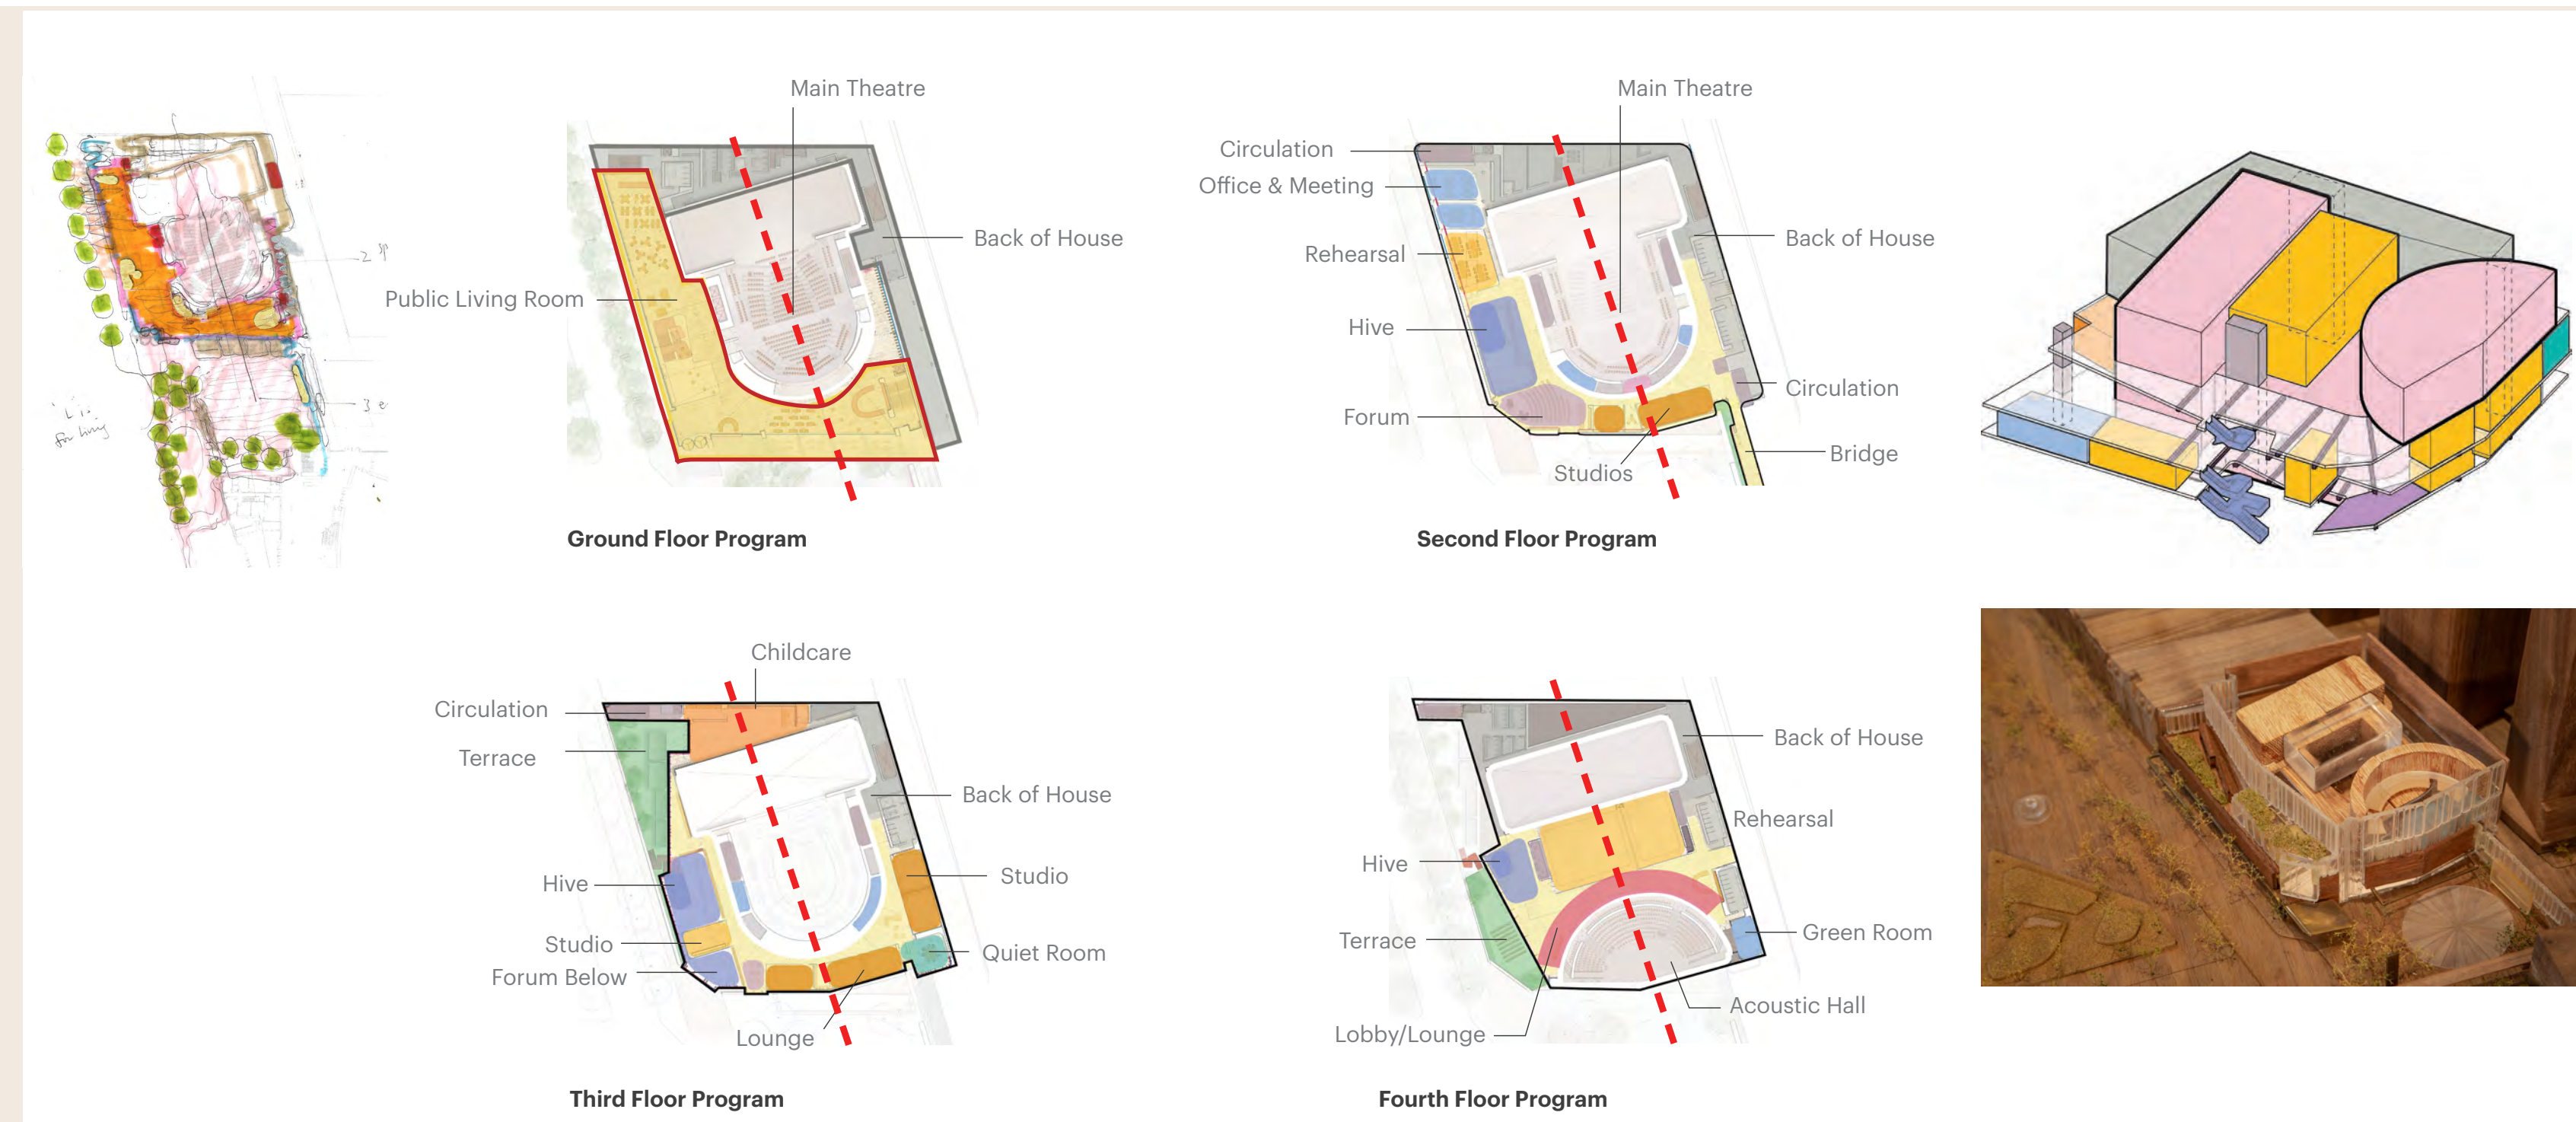 Main Theatre
Public Living Room
Back of House
Ground Floor Program
Main Theatre
Circulation
Office & Meeting
Rehearsal
Hive
Forum
Studios
Back of House
Circulation
Bridge
Second Floor Program
for living
Childcare
Circulation
Terrace
Hive
Studio
Forum Below
Lounge
Back of House
Studio
Quiet Room
Third Floor Program
Hive
Terrace
Lobby/Lounge
Back of House
Rehearsal
Green Room
Acoustic Hall
Fourth Floor Program